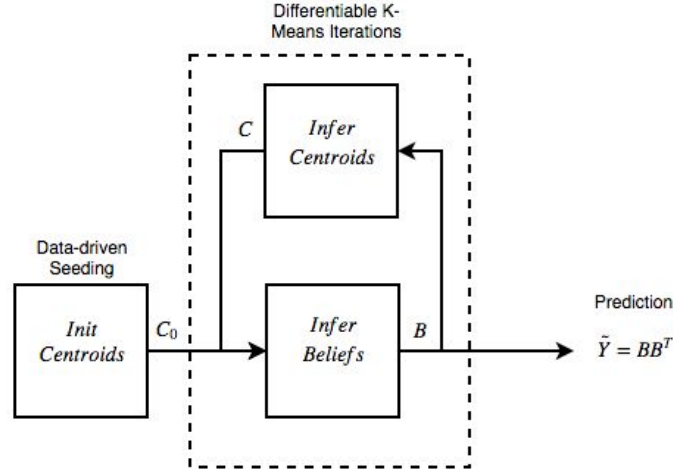 Differentiable K-
Means Iterations
C
Infer
Centroids
Data-driven
Seeding
Init
Centroids
C₀
Infer
Beliefs
B
Prediction
Ỹ = BBᵀ